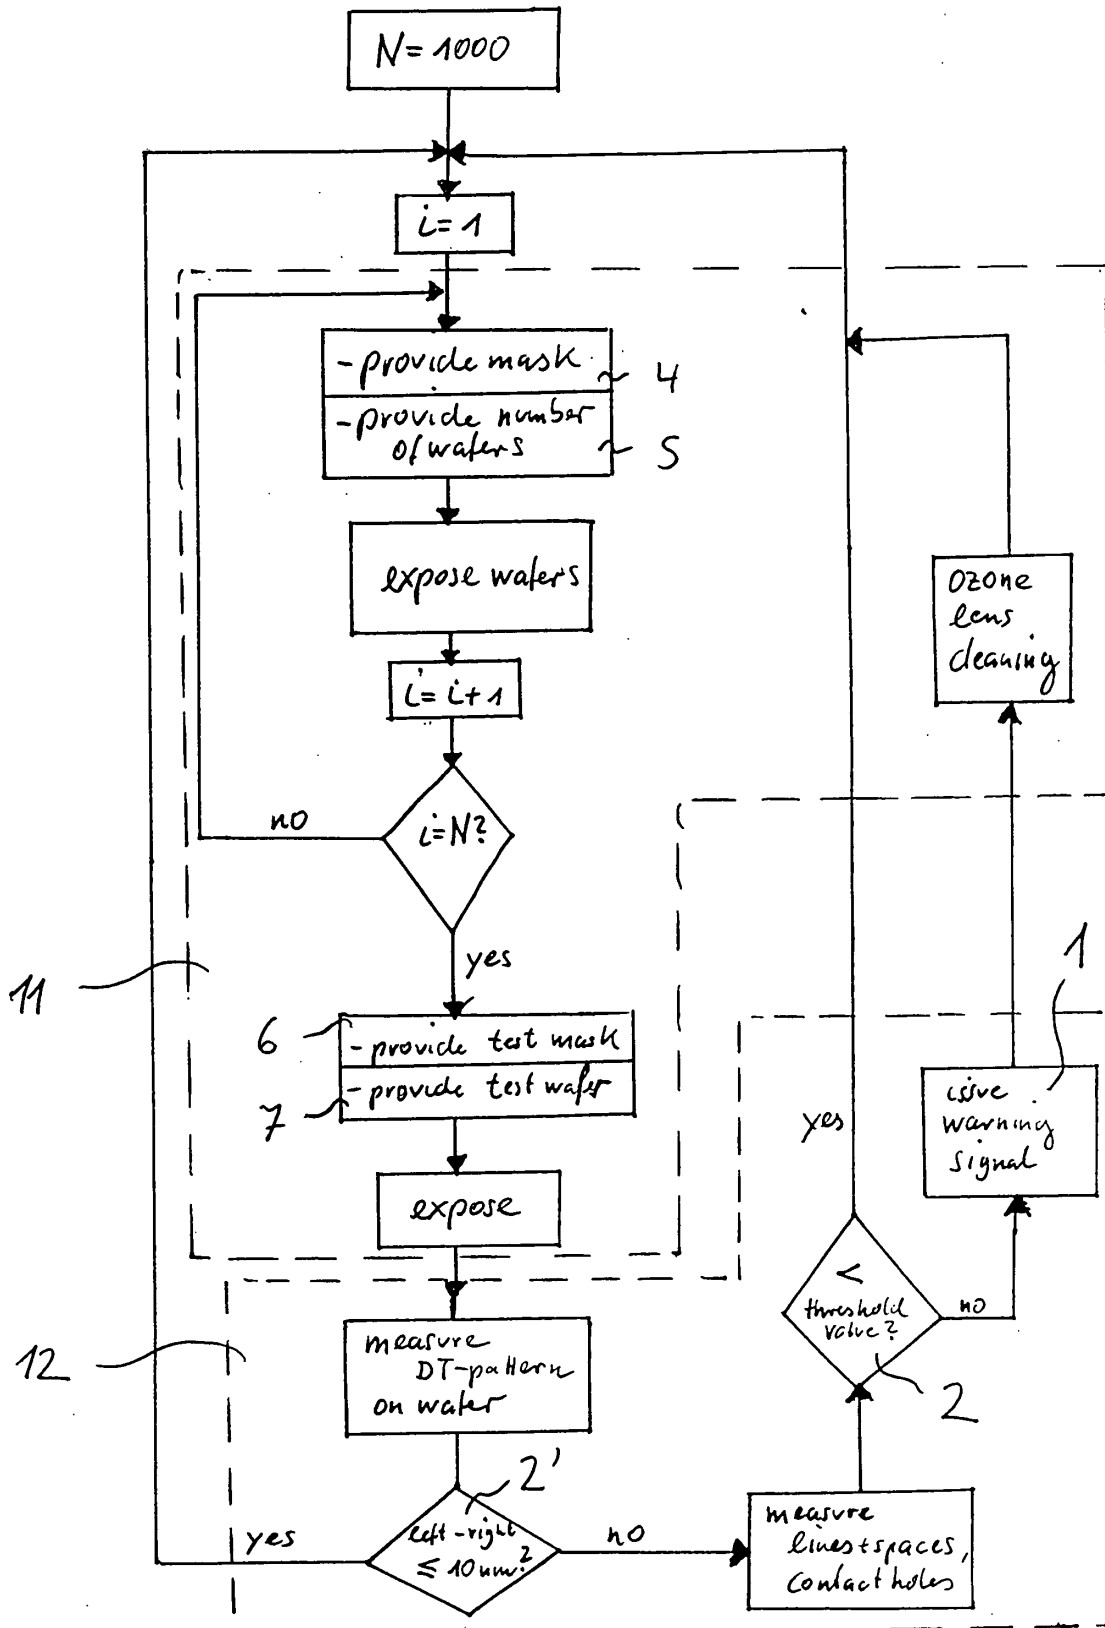 N=1000
i=1
-provide mask
4
-provide number
of wafers
5
expose wafers
i=i+1
i=N?
no
yes
11
6
-provide test mask
-provide test wafer
7
expose
12
measure
DT-pattern
on wafer
2'
left-right
≤ 10nm?
yes
no
measure
lines+spaces,
contact holes
2
<
threshold
value?
no
yes
1
issue
warning
signal
ozone
lens
cleaning